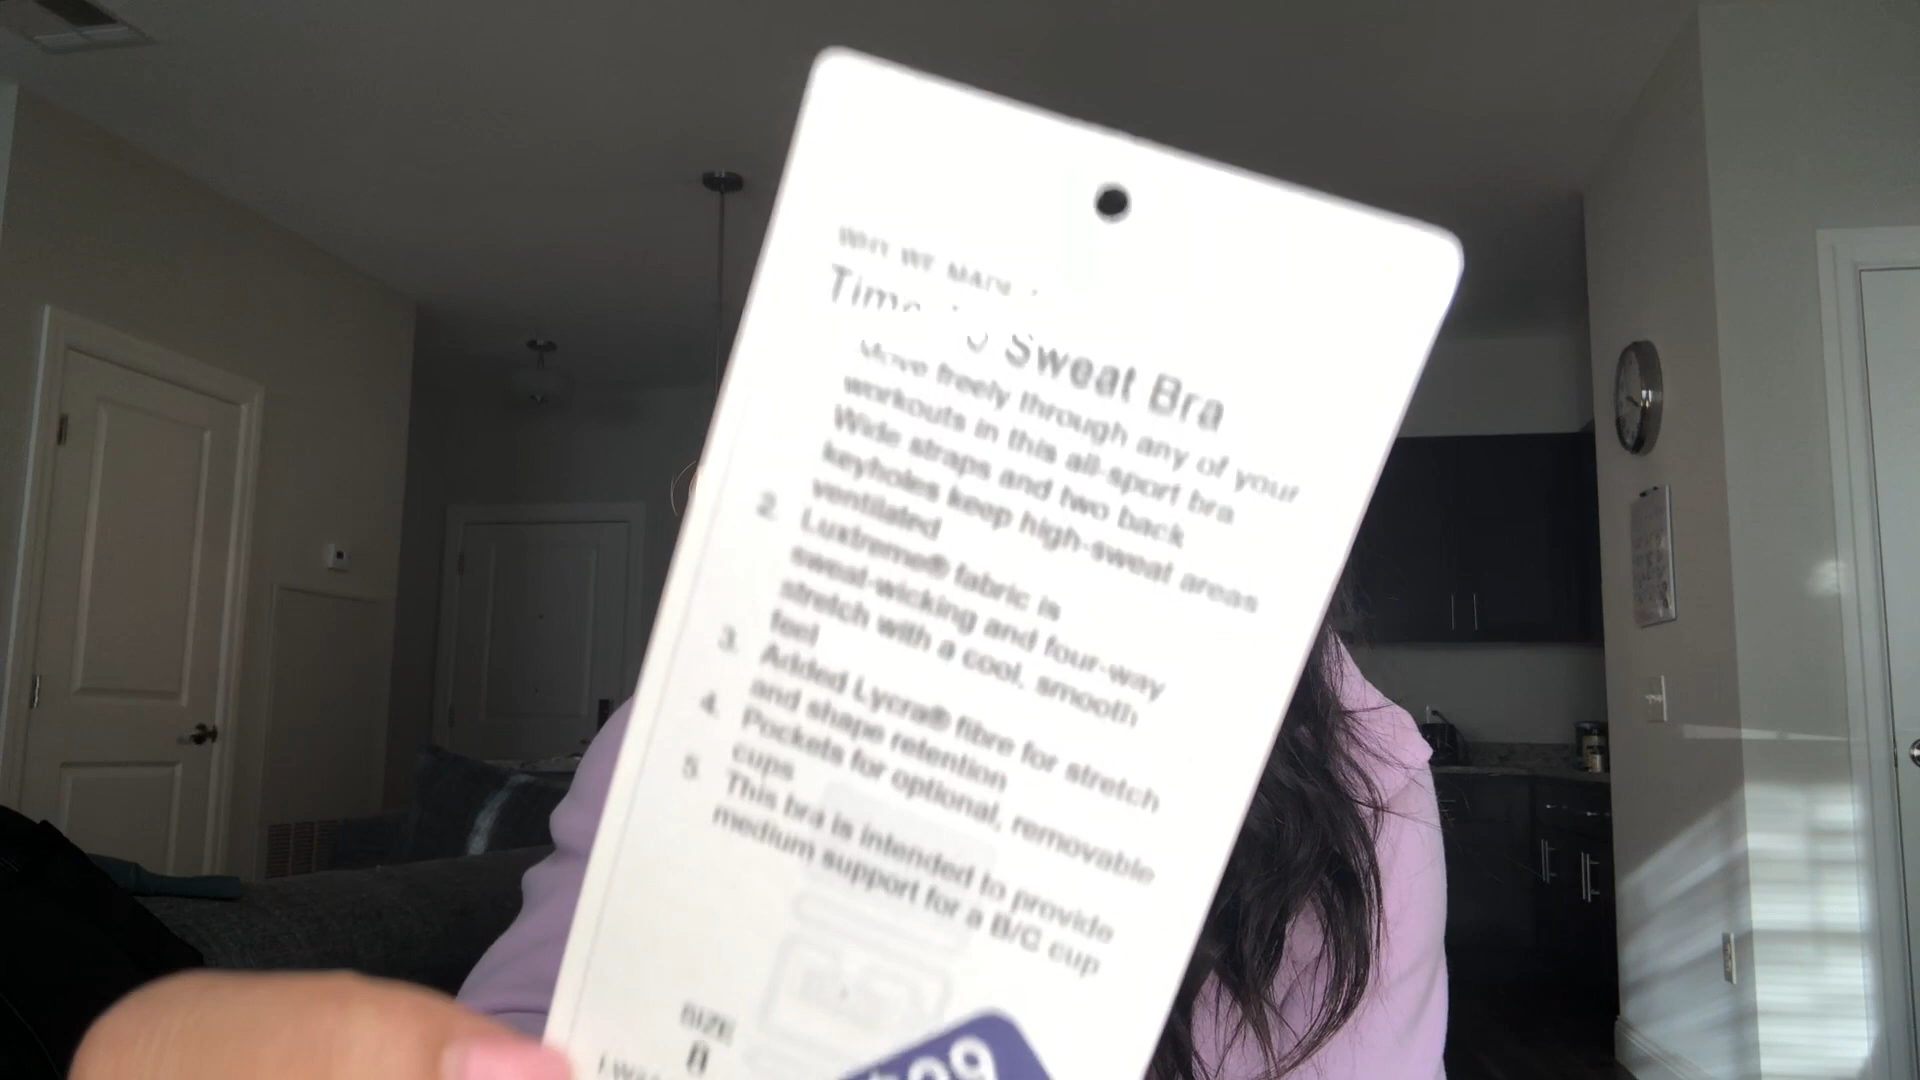 WHY WE MADE
Sweat Bra
Move freely through any of your
workouts in this all-sport bra
Wide straps and two back
keyholes keep high-sweat areas
ventilated
2. Luxtreme® fabric is
sweat-wicking and four-way
stretch with a cool, smooth
feel
3. Added Lycra® fibre for stretch
and shape retention
4. Pockets for optional, removable
cups
5. This bra is intended to provide
medium support for a B/C cup
SIZE
8